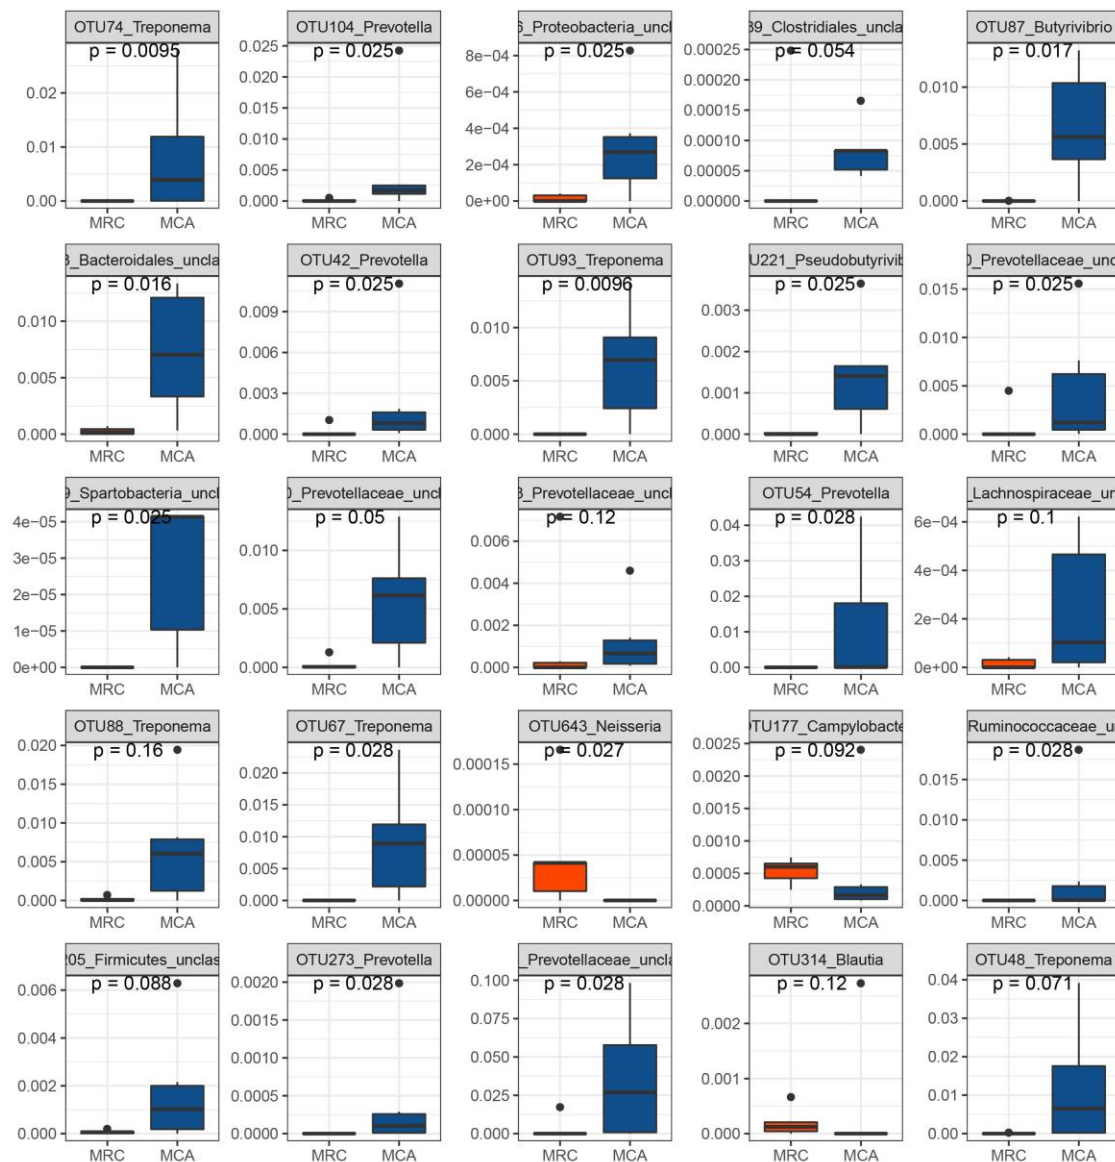 OTU74_Treponema
p = 0.0095
0.02
0.01
0.00
MRC MCA
OTU104_Prevotella
p = 0.025
0.025
0.020
0.015
0.010
0.005
0.000
MRC MCA
6_Proteobacteria_uncl
p = 0.025
8e−04
6e−04
4e−04
2e−04
0e+00
MRC MCA
39_Clostridiales_uncla
p = 0.054
0.00025
0.00020
0.00015
0.00010
0.00005
0.00000
MRC MCA
OTU87_Butyrivibrio
p = 0.017
0.010
0.005
0.000
MRC MCA
3_Bacteroidales_uncla
p = 0.016
0.010
0.005
0.000
MRC MCA
OTU42_Prevotella
p = 0.025
0.009
0.006
0.003
0.000
MRC MCA
OTU93_Treponema
p = 0.0096
0.010
0.005
0.000
MRC MCA
U221_Pseudobutyrivib
p = 0.025
0.003
0.002
0.001
0.000
MRC MCA
0_Prevotellaceae_uncl
p = 0.025
0.015
0.010
0.005
0.000
MRC MCA
9_Spartobacteria_uncl
p = 0.025
4e−05
3e−05
2e−05
1e−05
0e+00
MRC MCA
0_Prevotellaceae_uncl
p = 0.05
0.010
0.005
0.000
MRC MCA
3_Prevotellaceae_uncl
p = 0.12
0.006
0.004
0.002
0.000
MRC MCA
OTU54_Prevotella
p = 0.028
0.04
0.03
0.02
0.01
0.00
MRC MCA
_Lachnospiraceae_un
p = 0.1
6e−04
4e−04
2e−04
0e+00
MRC MCA
OTU88_Treponema
p = 0.16
0.020
0.015
0.010
0.005
0.000
MRC MCA
OTU67_Treponema
p = 0.028
0.020
0.015
0.010
0.005
0.000
MRC MCA
OTU643_Neisseria
p = 0.027
0.00015
0.00010
0.00005
0.00000
MRC MCA
OTU177_Campylobacte
p = 0.092
0.0025
0.0020
0.0015
0.0010
0.0005
0.0000
MRC MCA
Ruminococcaceae_u
p = 0.028
0.015
0.010
0.005
0.000
MRC MCA
205_Firmicutes_unclas
p = 0.088
0.006
0.004
0.002
0.000
MRC MCA
OTU273_Prevotella
p = 0.028
0.0020
0.0015
0.0010
0.0005
0.0000
MRC MCA
_Prevotellaceae_uncla
p = 0.028
0.100
0.075
0.050
0.025
0.000
MRC MCA
OTU314_Blautia
p = 0.12
0.002
0.001
0.000
MRC MCA
OTU48_Treponema
p = 0.071
0.04
0.03
0.02
0.01
0.00
MRC MCA